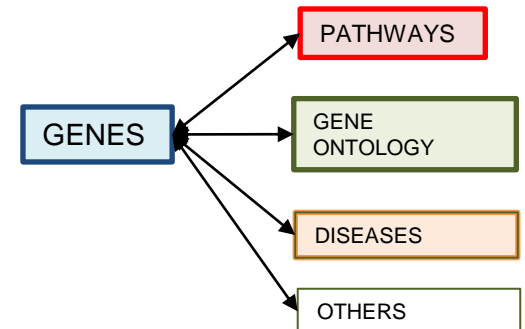 PATHWAYS
GENES
GENE
ONTOLOGY
DISEASES
OTHERS